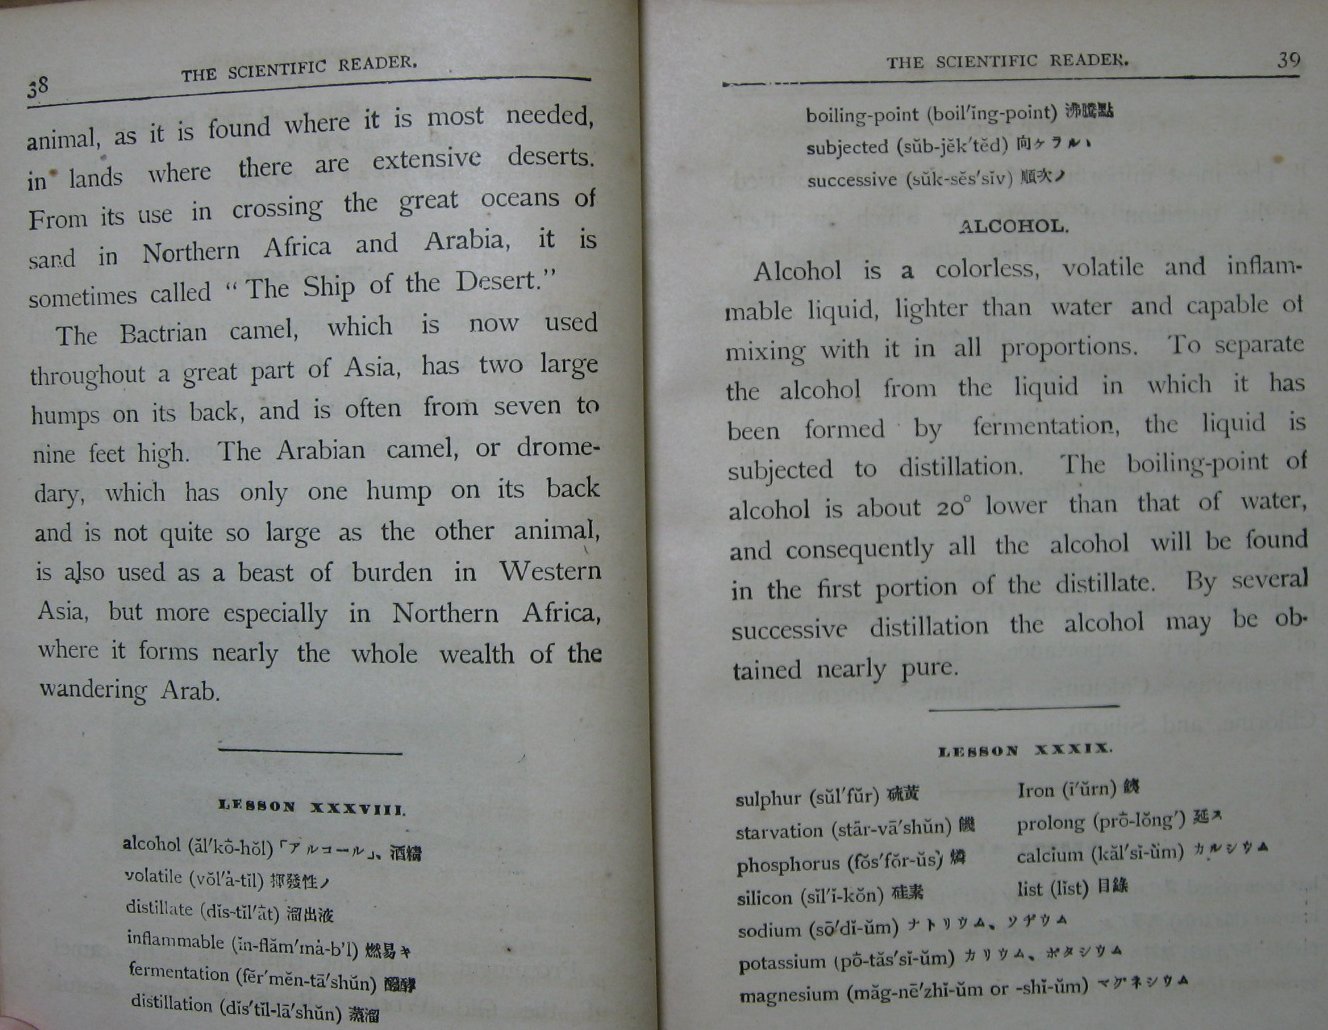 38
THE SCIENTIFIC READER.
animal, as it is found where it is most needed,
in lands where there are extensive deserts.
From its use in crossing the great oceans of
sand in Northern Africa and Arabia, it is
sometimes called “The Ship of the Desert.”
The Bactrian camel, which is now used
throughout a great part of Asia, has two large
humps on its back, and is often from seven to
nine feet high. The Arabian camel, or drome-
dary, which has only one hump on its back
and is not quite so large as the other animal,
is also used as a beast of burden in Western
Asia, but more especially in Northern Africa,
where it forms nearly the whole wealth of the
wandering Arab.
LESSON XXXVIII.
alcohol (ăl′kȯ-hŏl)「アルコール」、酒精
volatile (vŏl′ȧ-tĭl) 揮發性ノ
distillate (dĭs-tĭl′ȧt) 溜出液
inflammable (ĭn-flăm′mȧ-b'l) 燃易キ
fermentation (fĕr′mĕn-tā′shŭn) 醱酵
distillation (dĭs′tĭl-lā′shŭn) 蒸溜
THE SCIENTIFIC READER.
39
boiling-point (boil′ĭng-point) 沸騰點
subjected (sŭb-jĕk′tĕd) 向ケラルヽ
successive (sŭk-sĕs′sĭv) 順次ノ
ALCOHOL.
Alcohol is a colorless, volatile and inflam-
mable liquid, lighter than water and capable of
mixing with it in all proportions. To separate
the alcohol from the liquid in which it has
been formed by fermentation, the liquid is
subjected to distillation. The boiling-point of
alcohol is about 20° lower than that of water,
and consequently all the alcohol will be found
in the first portion of the distillate. By several
successive distillation the alcohol may be ob-
tained nearly pure.
LESSON XXXIX.
sulphur (sŭl′fŭr) 硫黄
starvation (stär-vā′shŭn) 饑
phosphorus (fŏs′fŏr-ŭs) 燐
silicon (sĭl′ĭ-kŏn) 硅素
Iron (ī′ŭrn) 鐵
prolong (prȯ-lŏng′) 延ス
calcium (kăl′sĭ-ŭm) カルシウム
list (lĭst) 目錄
sodium (sō′dĭ-ŭm) ナトリウム、ソヂウム
potassium (pȯ-tăs′sĭ-ŭm) カリウム、ポタシウム
magnesium (măg-nē′zhĭ-ŭm or -shĭ-ŭm) マグネシウム